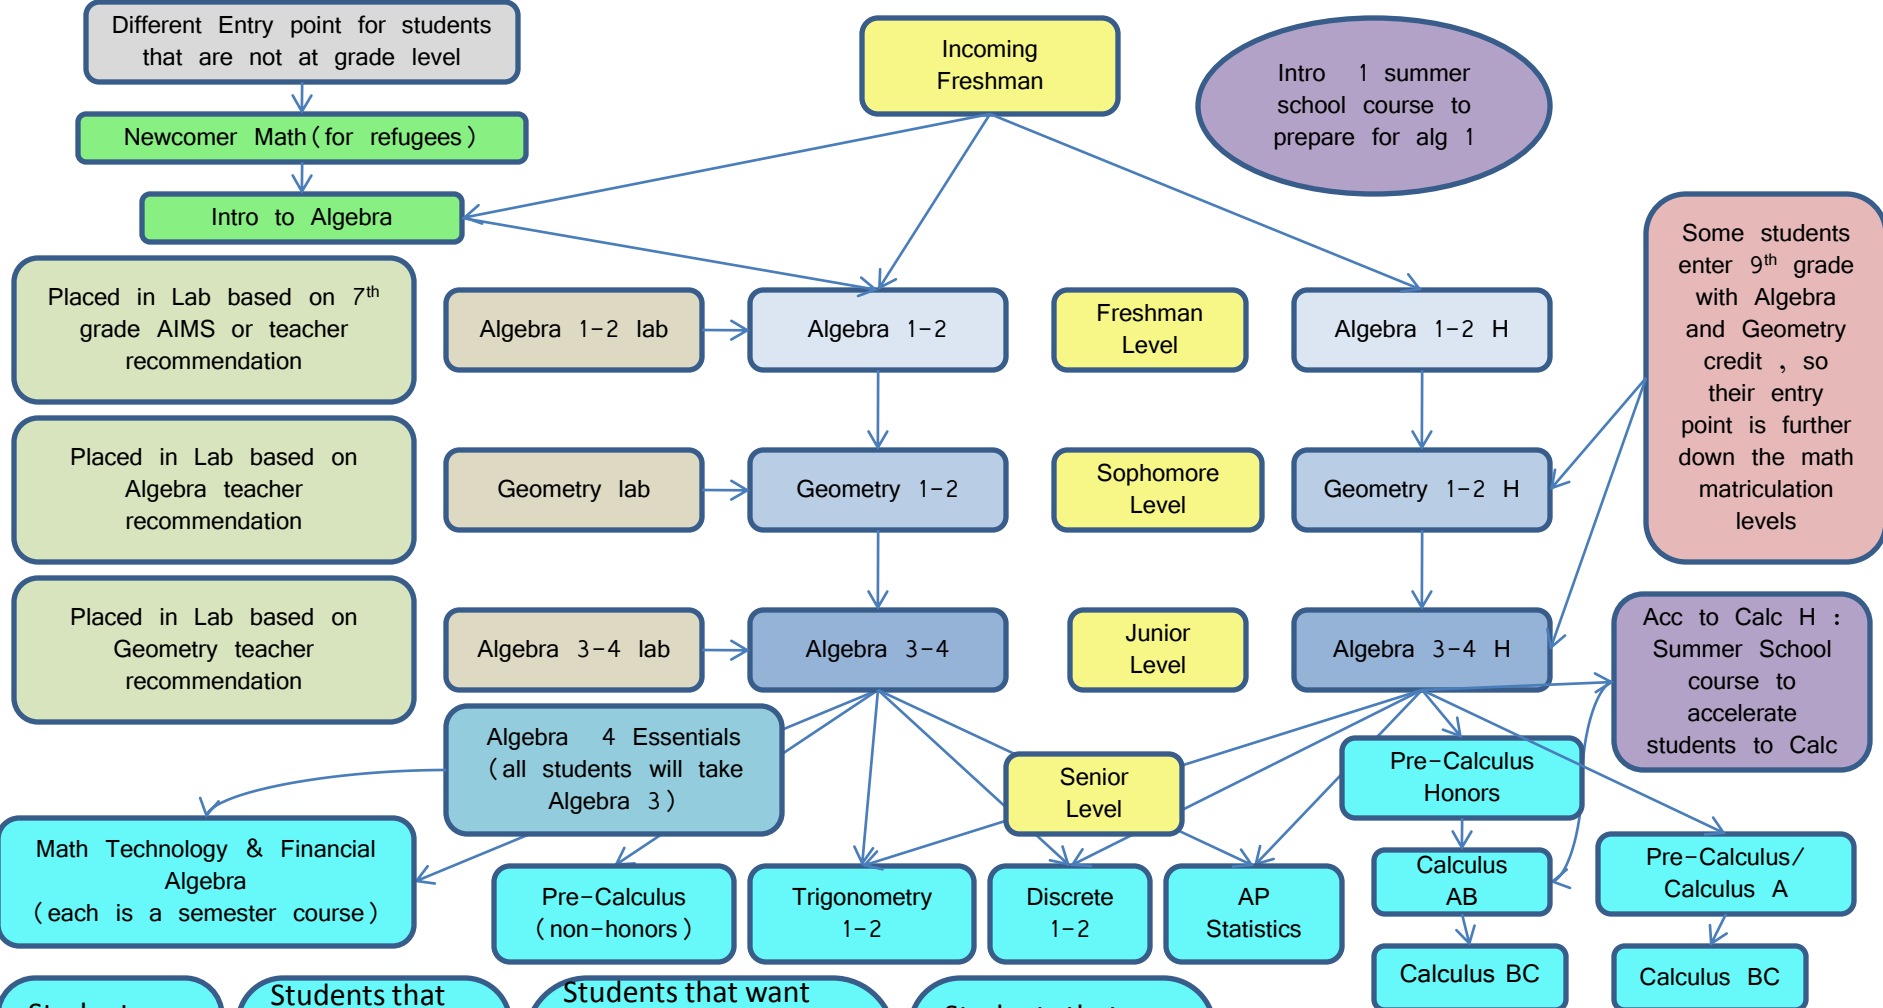 Different Entry point for students
that are not at grade level
Incoming
Freshman
Intro 1 summer
school course to
prepare for alg 1
Newcomer Math(for refugees)
Intro to Algebra
Some students
enter 9th grade
with Algebra
and Geometry
credit , so
their entry
point is further
down the math
matriculation
levels
Placed in Lab based on 7th
grade AIMS or teacher
recommendation
Algebra 1-2 lab
Algebra 1-2
Freshman
Level
Algebra 1-2 H
Placed in Lab based on
Algebra teacher
recommendation
Geometry lab
Geometry 1-2
Sophomore
Level
Geometry 1-2 H
Placed in Lab based on
Geometry teacher
recommendation
Algebra 3-4 lab
Algebra 3-4
Junior
Level
Algebra 3-4 H
Acc to Calc H :
Summer School
course to
accelerate
students to Calc
Algebra 4 Essentials
(all students will take
Algebra 3)
Senior
Level
Pre-Calculus
Honors
Math Technology & Financial
Algebra
(each is a semester course)
Pre-Calculus
(non-honors)
Trigonometry
1-2
Discrete
1-2
AP
Statistics
Calculus
AB
Pre-Calculus/
Calculus A
Calculus BC
Calculus BC
Students that
Students that want